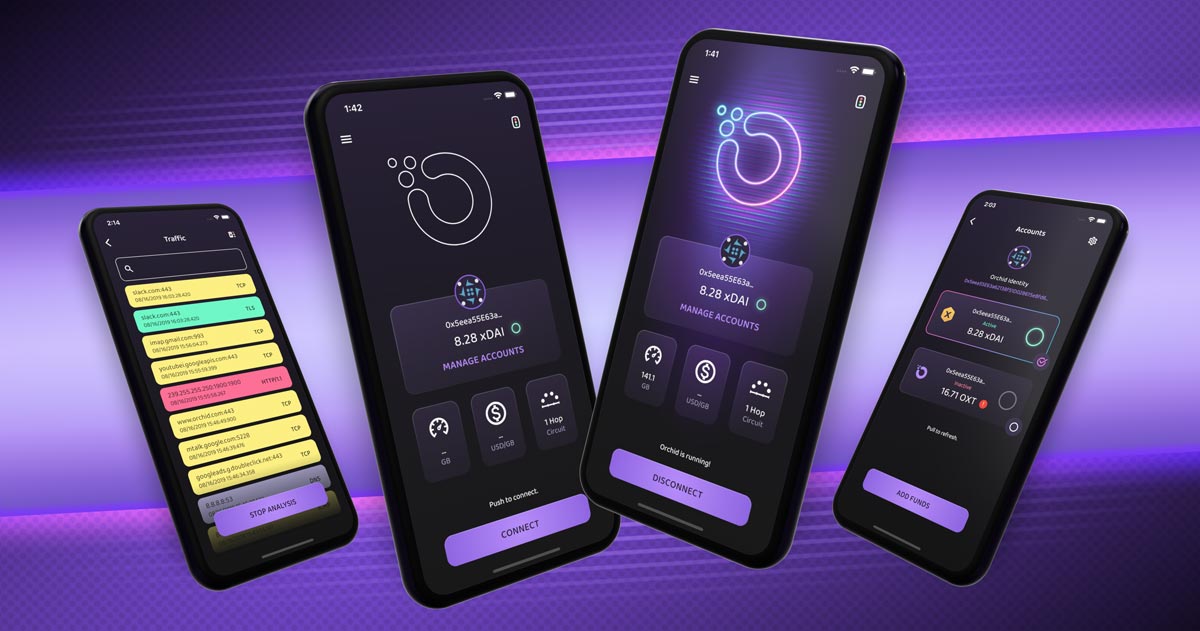 2:14
Traffic
slack.com:443
TCP
08/16/2019 16:03:28.420
slack.com:443
TLS
08/16/2019 16:03:28.420
imap.gmail.com:993
TCP
08/16/2019 15:56:04.273
youtubei.googleapis.com:443
TCP
08/16/2019 15:55:59.399
239.255.255.250:1900:1900
HTTP/1.1
08/16/2019 15:55:58.267
www.orchid.com:443
TCP
08/16/2019 15:48:49.900
mtalk.google.com:5228
TCP
08/16/2019 15:46:39.476
googleads.g.doubleclick.net:443
TCP
08/16/2019 15:46:34.358
8.8.8.8:53
DNS
STOP ANALYSIS
1:42
0x5eea55E63a..
8.28 xDAI
MANAGE ACCOUNTS
–
GB
–
USD/GB
1 Hop
Circuit
Push to connect.
CONNECT
1:41
0x5eea55E63a..
8.28 xDAI
MANAGE ACCOUNTS
141.1
GB
–
USD/GB
1 Hop
Circuit
Orchid is running!
DISCONNECT
2:03
Accounts
Orchid Identity
0x5eea55E63a..
Active
8.28 xDAI
0x5eea55E63a..
Inactive
16.71 OXT
Pull to refresh.
ADD FUNDS